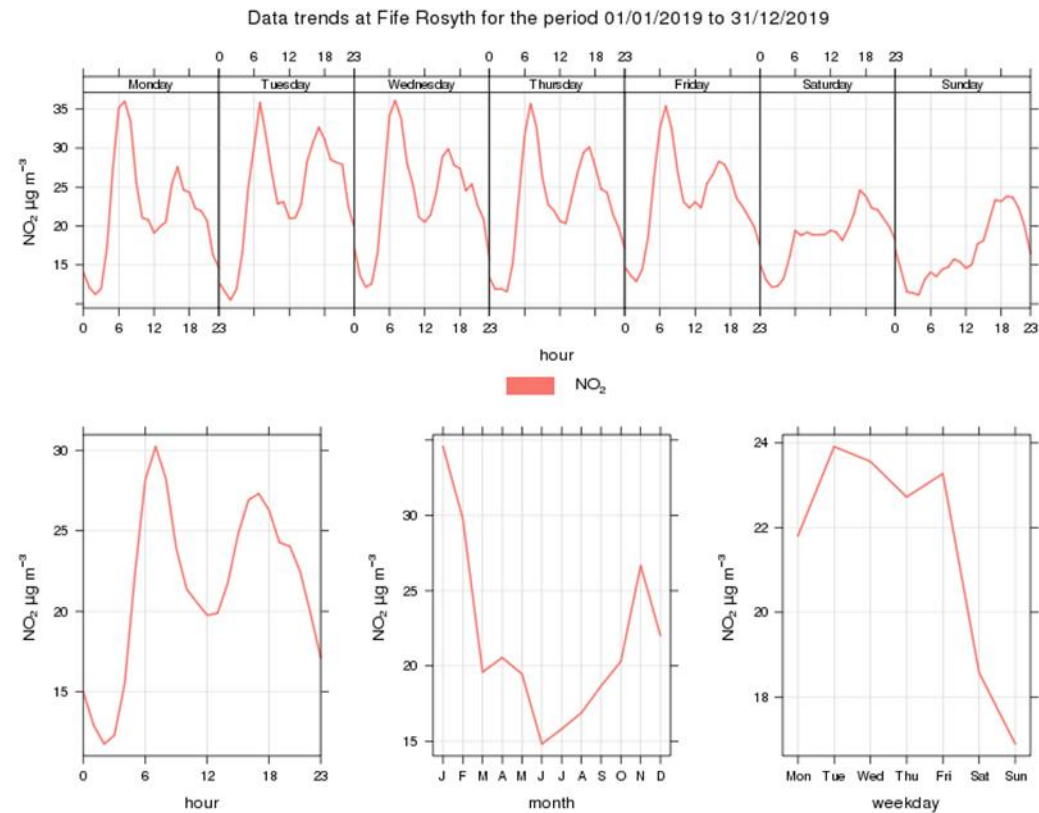 Data trends at Fife Rosyth for the period 01/01/2019 to 31/12/2019
0 6 12 18 23 0 6 12 18 23 0 6 12 18 23
Monday Tuesday Wednesday Thursday Friday Saturday Sunday
35
30
25
20
15
NO₂ µg m⁻³
0 6 12 18 23 0 6 12 18 23 0 6 12 18 23 0 6 12 18 23
hour
NO₂
30
25
20
15
NO₂ µg m⁻³
0 6 12 18 23
hour
30
25
20
15
NO₂ µg m⁻³
J F M A M J J A S O N D
month
24
22
20
18
NO₂ µg m⁻³
Mon Tue Wed Thu Fri Sat Sun
weekday